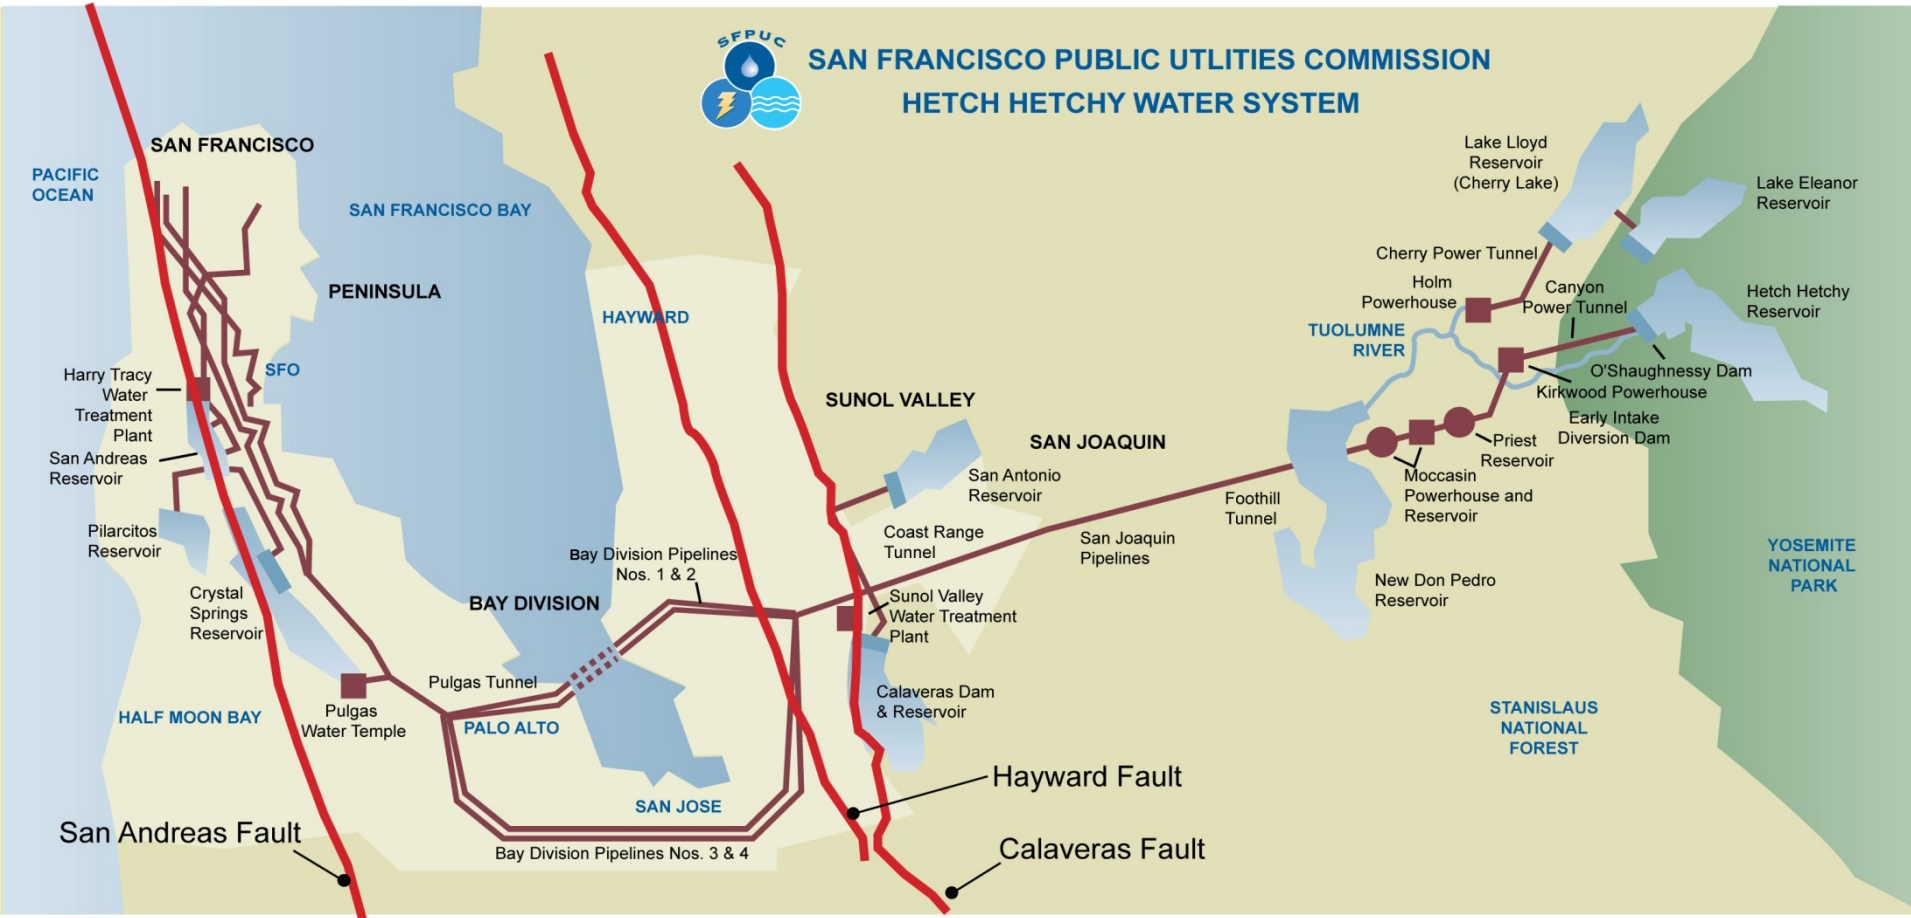 SFPUC
SAN FRANCISCO PUBLIC UTLITIES COMMISSION
HETCH HETCHY WATER SYSTEM
SAN FRANCISCO
PACIFIC
OCEAN
SAN FRANCISCO BAY
PENINSULA
HAYWARD
SFO
Harry Tracy
Water
Treatment
Plant
San Andreas
Reservoir
Pilarcitos
Reservoir
Crystal
Springs
Reservoir
HALF MOON BAY
Pulgas
Water Temple
Pulgas Tunnel
PALO ALTO
BAY DIVISION
Bay Division Pipelines
Nos. 1 & 2
SAN JOSE
Bay Division Pipelines Nos. 3 & 4
San Andreas Fault
Hayward Fault
Calaveras Fault
SUNOL VALLEY
San Antonio
Reservoir
Coast Range
Tunnel
Sunol Valley
Water Treatment
Plant
Calaveras Dam
& Reservoir
SAN JOAQUIN
San Joaquin
Pipelines
Foothill
Tunnel
New Don Pedro
Reservoir
Moccasin
Powerhouse and
Reservoir
Priest
Reservoir
Early Intake
Diversion Dam
Kirkwood Powerhouse
O'Shaughnessy Dam
TUOLUMNE
RIVER
Holm
Powerhouse
Cherry Power Tunnel
Canyon
Power Tunnel
Lake Lloyd
Reservoir
(Cherry Lake)
Lake Eleanor
Reservoir
Hetch Hetchy
Reservoir
YOSEMITE
NATIONAL
PARK
STANISLAUS
NATIONAL
FOREST